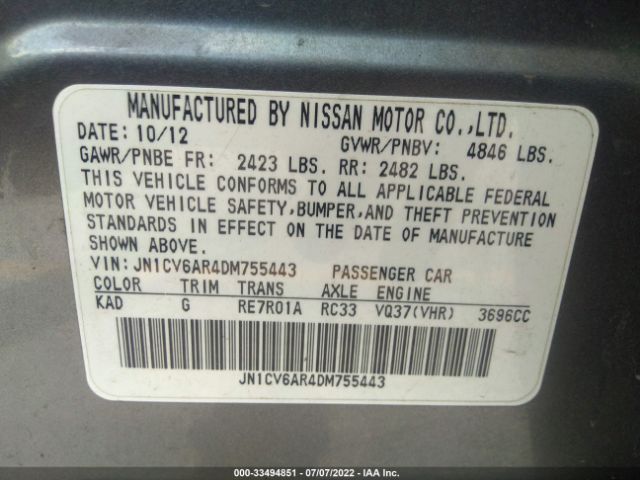 MANUFACTURED BY NISSAN MOTOR CO.,LTD.
DATE: 10/12 GVWR/PNBV: 4846 LBS.
GAWR/PNBE FR: 2423 LBS. RR: 2482 LBS.
THIS VEHICLE CONFORMS TO ALL APPLICABLE FEDERAL
MOTOR VEHICLE SAFETY,BUMPER,AND THEFT PREVENTION
STANDARDS IN EFFECT ON THE DATE OF MANUFACTURE
SHOWN ABOVE.
VIN:JN1CV6AR4DM755443 PASSENGER CAR
COLOR TRIM TRANS AXLE ENGINE
KAD G RE7R01A RC33 VQ37(VHR) 3696CC
JN1CV6AR4DM755443
000-33494851 - 07/07/2022 - IAA Inc.